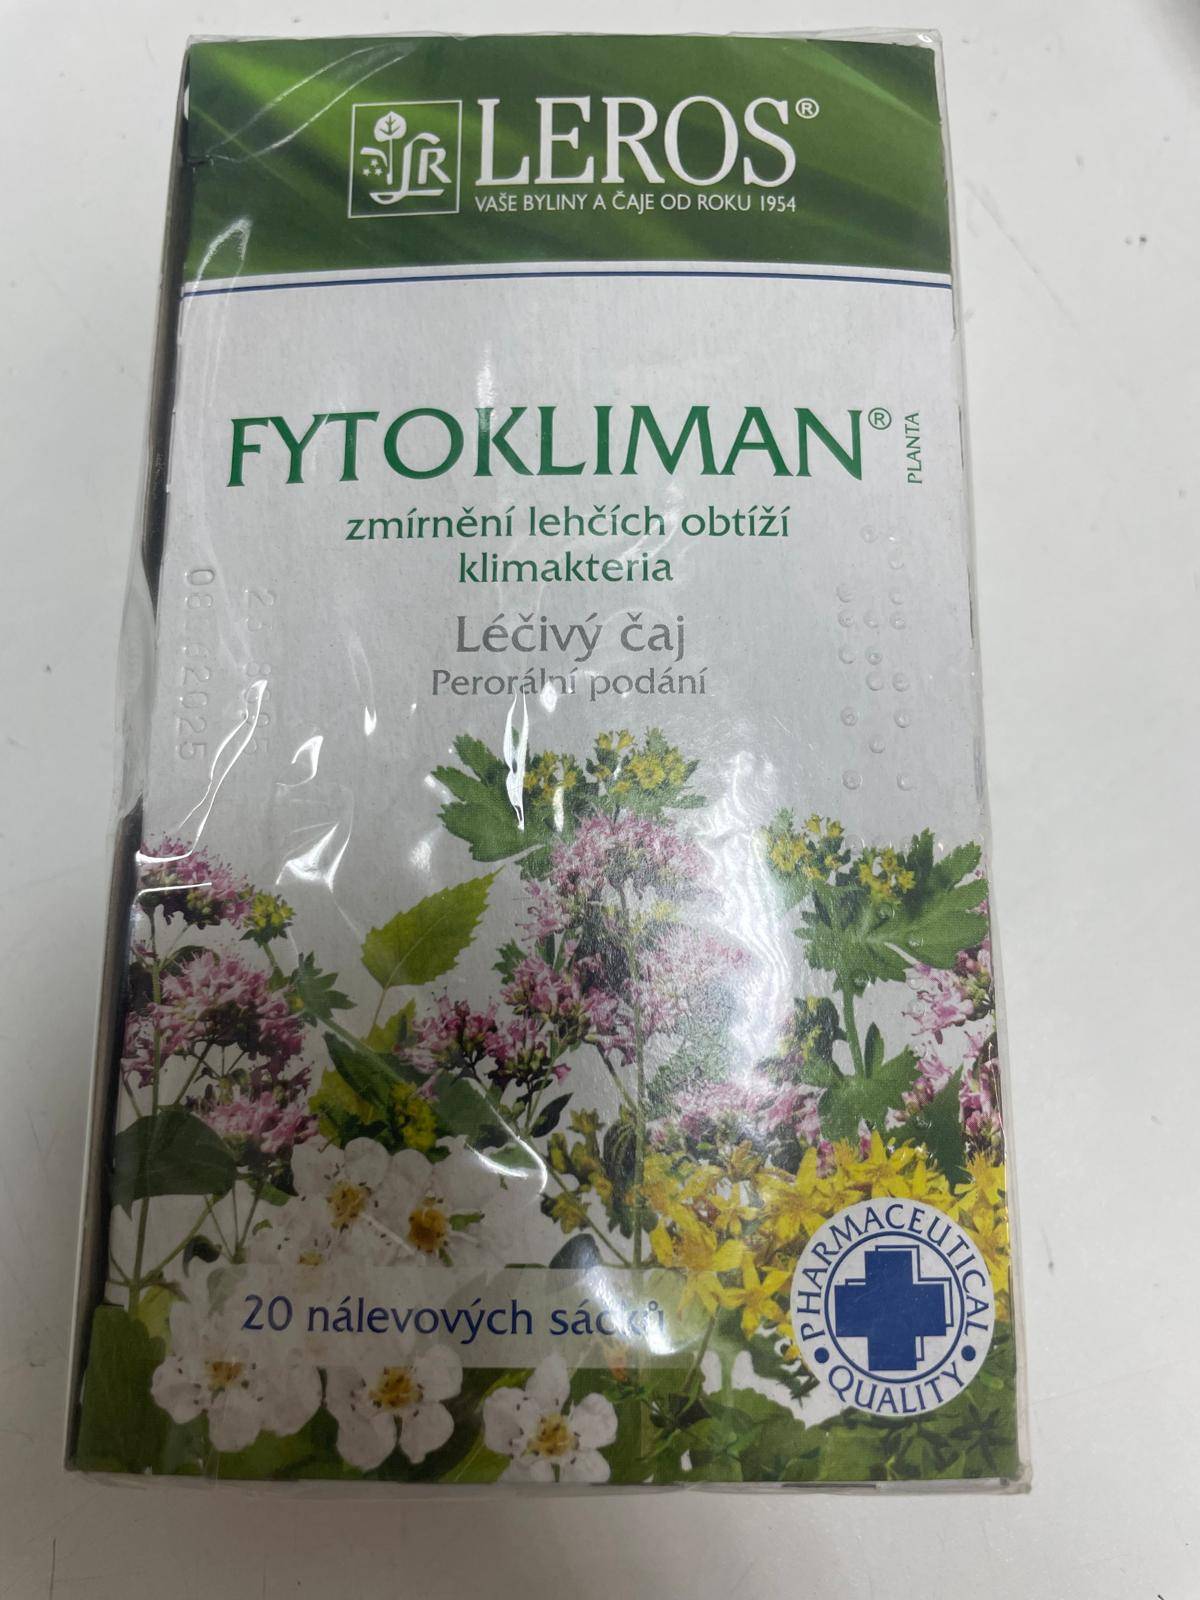 LR
LEROS®
VAŠE BYLINY A ČAJE OD ROKU 1954
FYTOKLIMAN®
PLANTA
zmírnění lehčích obtíží
klimakteria
Léčivý čaj
Perorální podání
20 nálevových sáčků
PHARMACEUTICAL
QUALITY